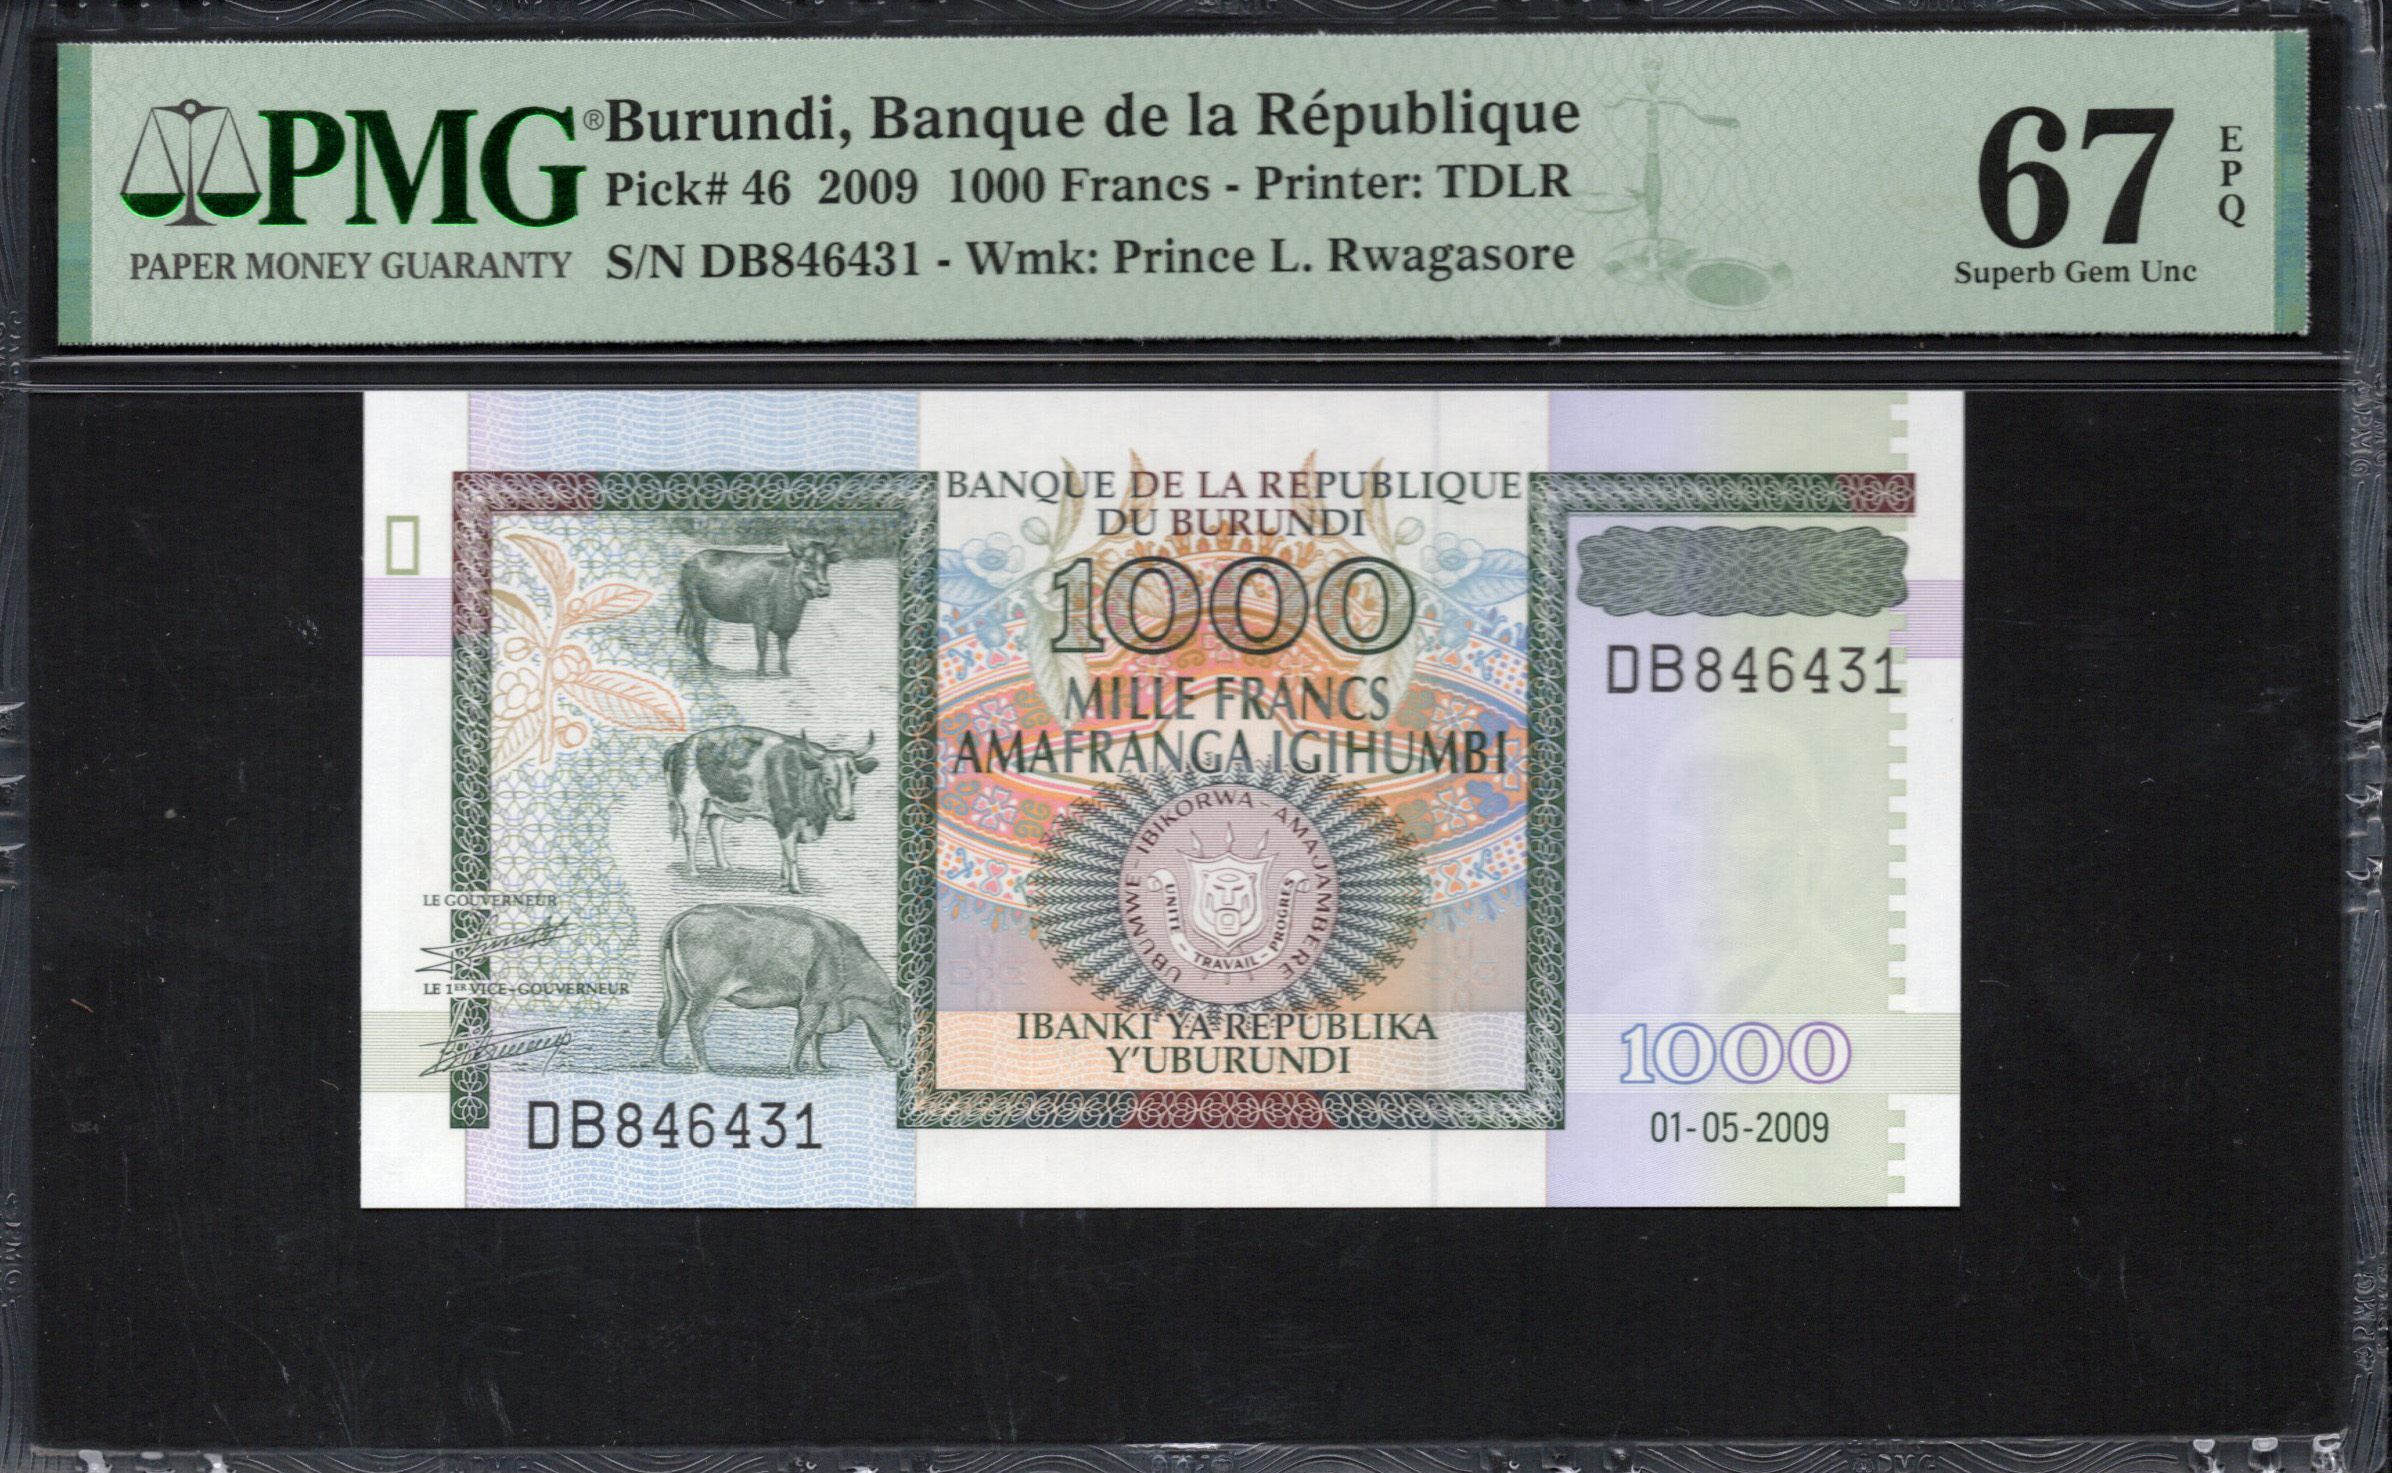 PMG®
PAPER MONEY GUARANTY
Burundi, Banque de la République
Pick# 46 2009 1000 Francs - Printer: TDLR
S/N DB846431 - Wmk: Prince L. Rwagasore
67
EPQ
Superb Gem Unc
BANQUE DE LA REPUBLIQUE
DU BURUNDI
1000
MILLE FRANCS
AMAFRANGA IGIHUMBI
DB846431
UBUMWE-IBIKORWA-AMAJAMBERE
UNITE - TRAVAIL - PROGRES
LE GOUVERNEUR
LE 1ER VICE-GOUVERNEUR
IBANKI YA REPUBLIKA
Y'UBURUNDI
1000
01-05-2009
DB846431